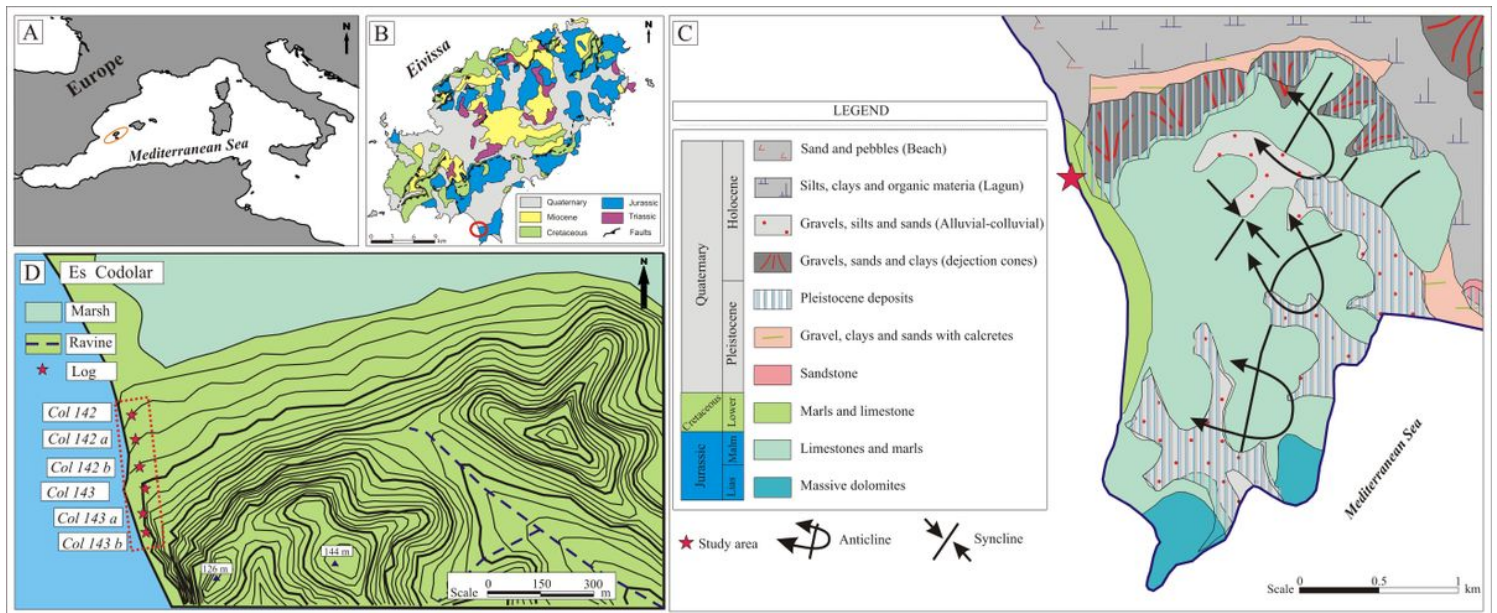 A
N
Europe
Mediterranean Sea
B
Eivissa
N
Quaternary
Miocene
Cretaceous
Jurassic
Triassic
Faults
km
C
LEGEND
Quaternary
Holocene
Pleistocene
Cretaceous
Lower
Jurassic
Malm
Lias
Sand and pebbles (Beach)
Silts, clays and organic materia (Lagun)
Gravels, silts and sands (Alluvial-colluvial)
Gravels, sands and clays (dejection cones)
Pleistocene deposits
Gravel, clays and sands with calcretes
Sandstone
Marls and limestone
Limestones and marls
Massive dolomites
Study area
Anticline
Syncline
Mediterranean Sea
Scale
0 0.5 1
km
D
Es Codolar
N
Marsh
Ravine
Log
Col 142
Col 142 a
Col 142 b
Col 143
Col 143 a
Col 143 b
126 m
144 m
Scale
0 150 300
m